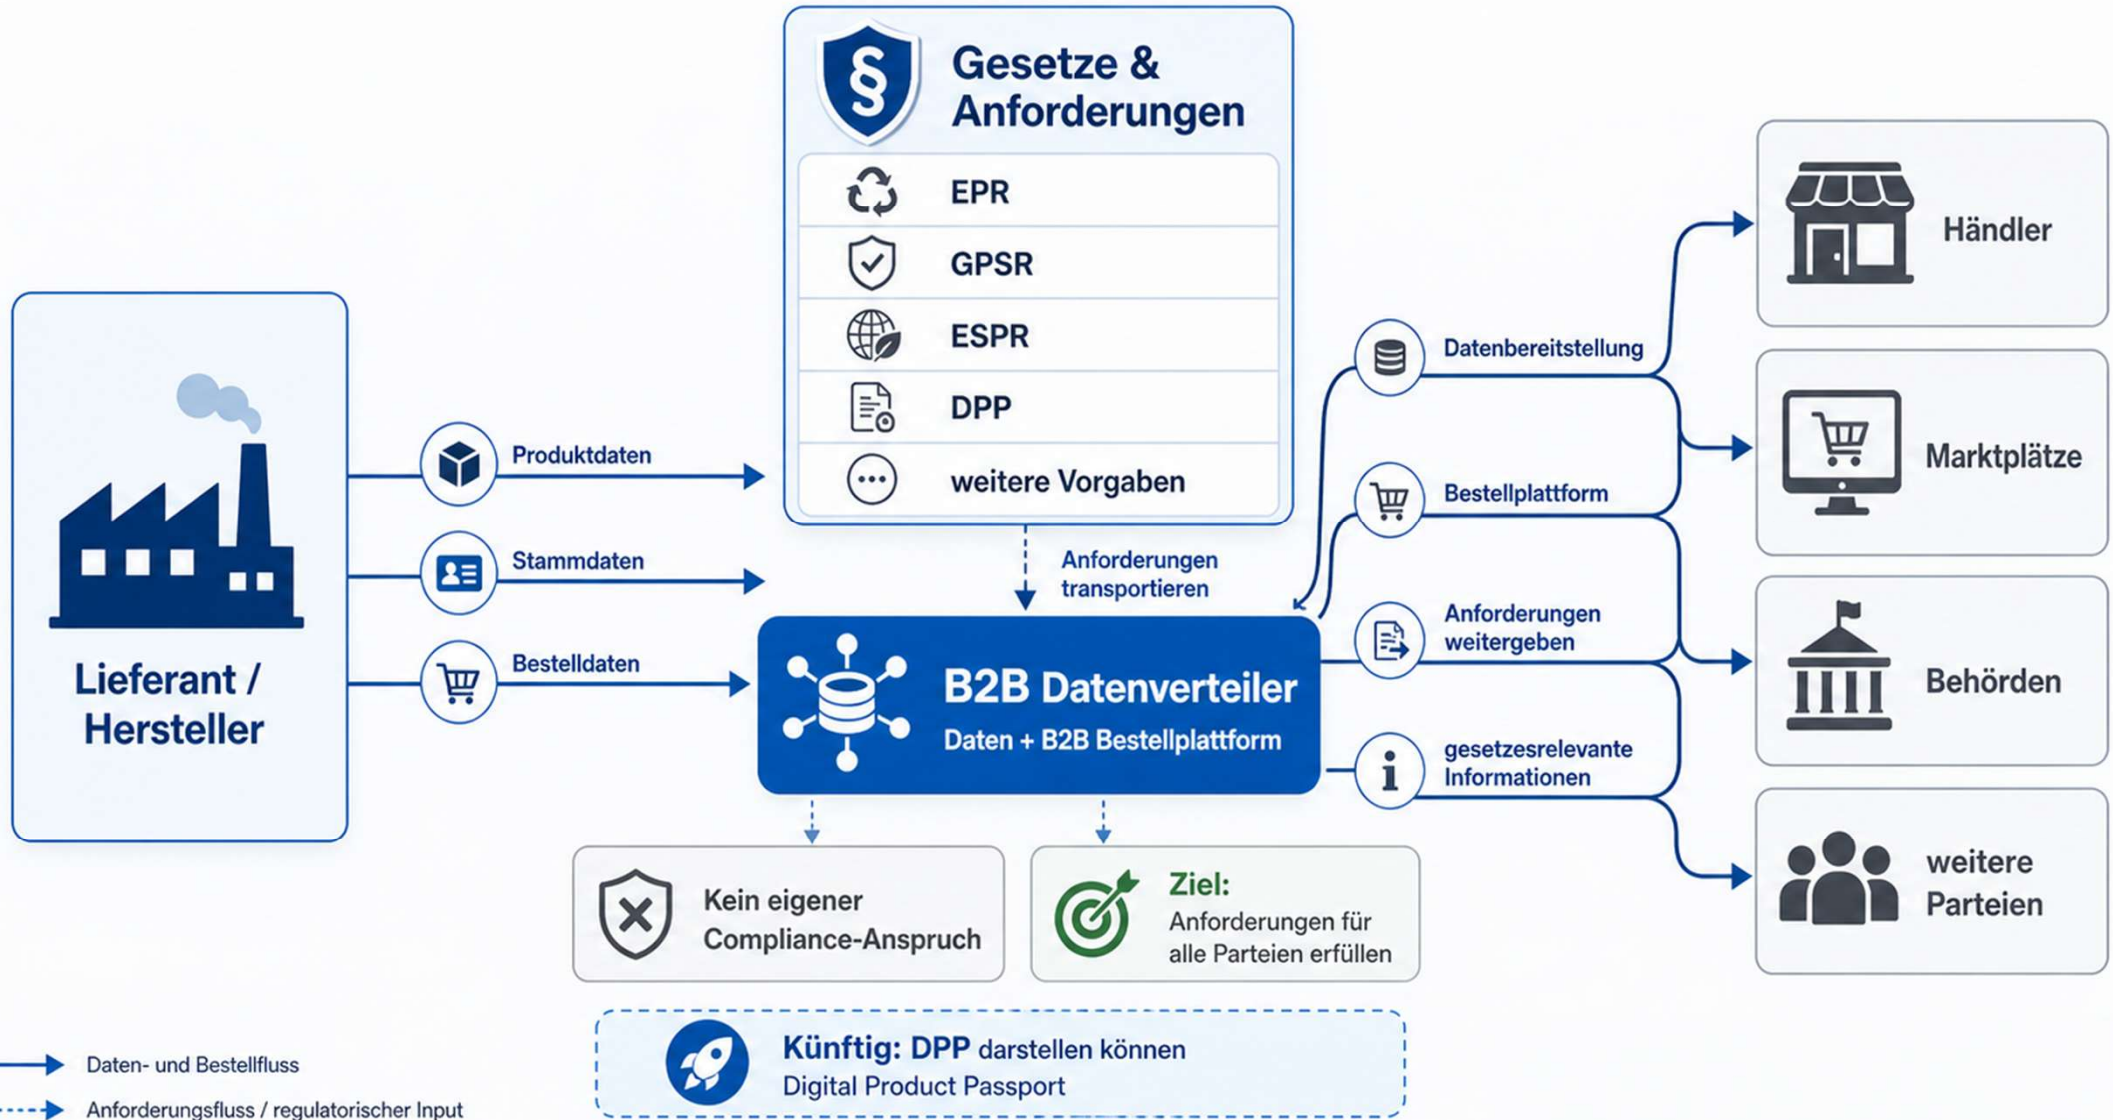 §
Gesetze &
Anforderungen
EPR
GPSR
ESPR
DPP
weitere Vorgaben
Lieferant /
Hersteller
Produktdaten
Stammdaten
Bestelldaten
Anforderungen
transportieren
B2B Datenverteiler
Daten + B2B Bestellplattform
Datenbereitstellung
Bestellplattform
Anforderungen
weitergeben
gesetzesrelevante
Informationen
Händler
Marktplätze
Behörden
weitere
Parteien
Kein eigener
Compliance-Anspruch
Ziel:
Anforderungen für
alle Parteien erfüllen
Künftig: DPP darstellen können
Digital Product Passport
Daten- und Bestellfluss
Anforderungsfluss / regulatorischer Input